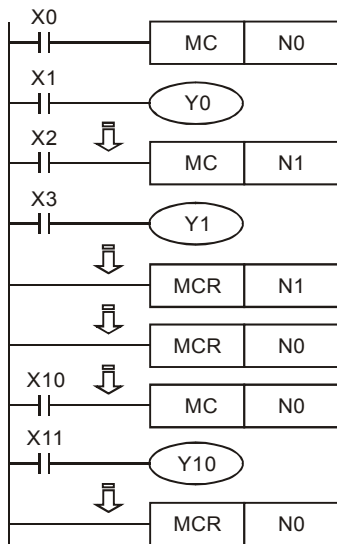 X0
MC N0
X1
Y0
X2
MC N1
X3
Y1
MCR N1
MCR N0
X10
MC N0
X11
Y10
MCR N0